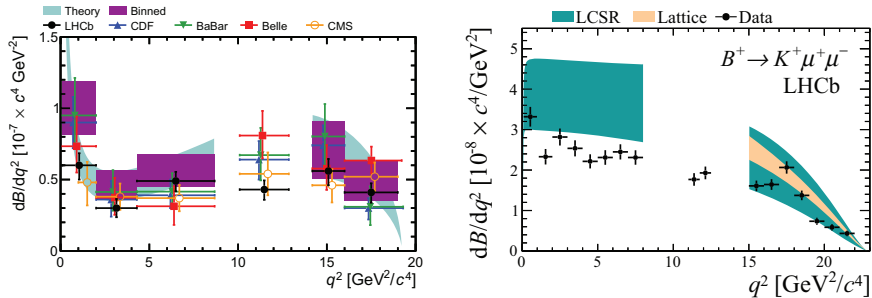 Theory Binned
LHCb CDF BaBar Belle CMS
dB/dq² [10⁻⁷ × c⁴ GeV⁻²]
1.5
1
0.5
0
0 5 10 15 20
q² [GeV²/c⁴]
LCSR Lattice Data
B⁺ → K⁺μ⁺μ⁻
LHCb
dB/dq² [10⁻⁸ × c⁴/GeV²]
5
4
3
2
1
0
0 5 10 15 20
q² [GeV²/c⁴]